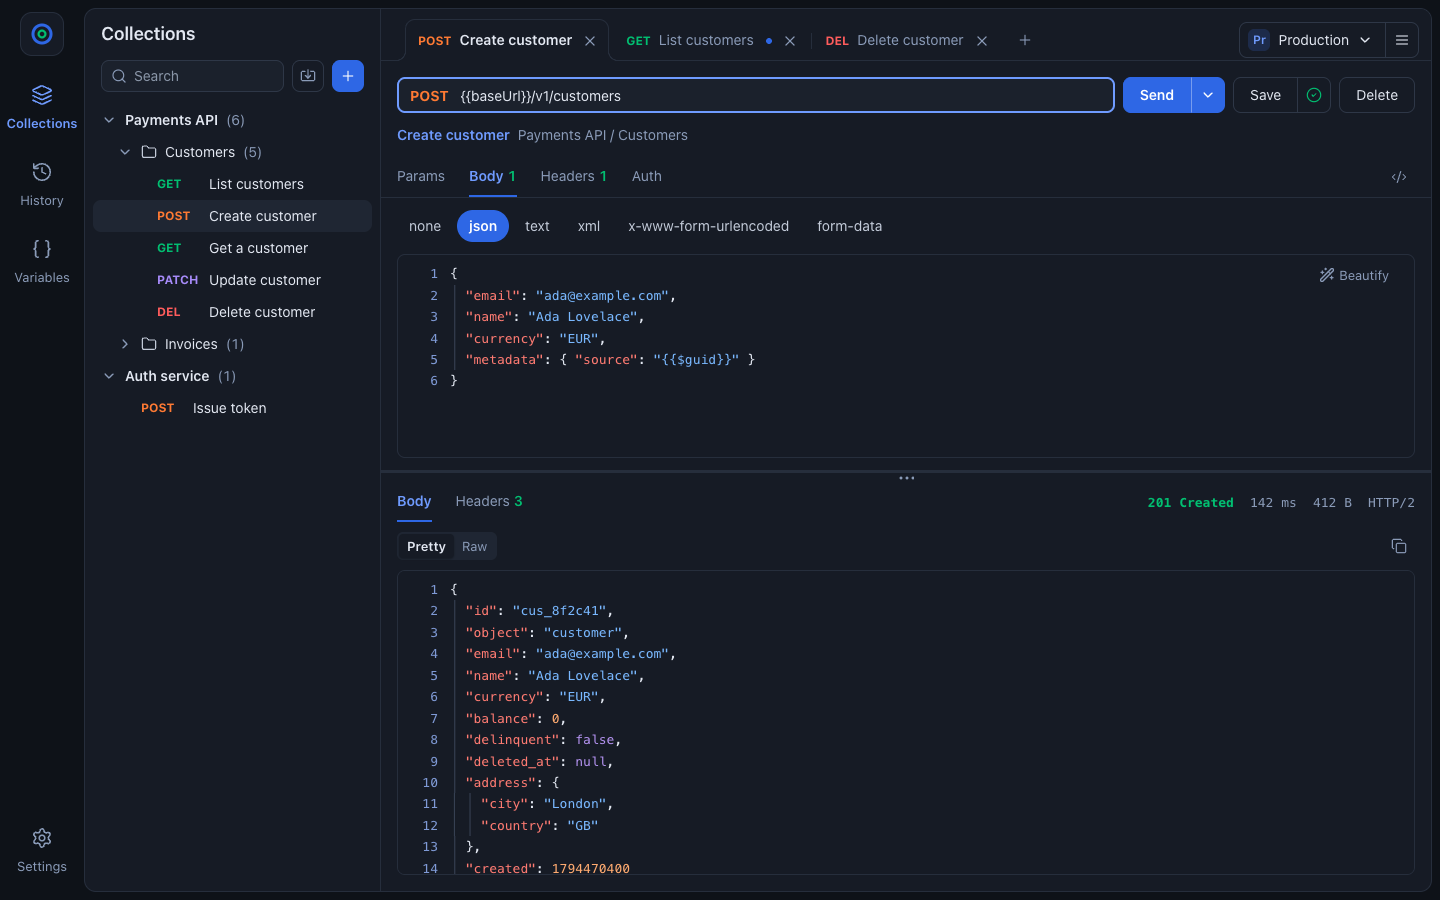 Collections
History
Variables
Settings
Collections
Search
Payments API (6)
Customers (5)
GET List customers
POST Create customer
GET Get a customer
PATCH Update customer
DEL Delete customer
Invoices (1)
Auth service (1)
POST Issue token
POST Create customer
GET List customers
DEL Delete customer
Pr Production
POST {{baseUrl}}/v1/customers
Send
Save
Delete
Create customer Payments API / Customers
Params Body 1 Headers 1 Auth
none json text xml x-www-form-urlencoded form-data
Beautify
1 {
2 "email": "ada@example.com",
3 "name": "Ada Lovelace",
4 "currency": "EUR",
5 "metadata": { "source": "{{$guid}}" }
6 }
Body Headers 3
201 Created 142 ms 412 B HTTP/2
Pretty Raw
1 {
2 "id": "cus_8f2c41",
3 "object": "customer",
4 "email": "ada@example.com",
5 "name": "Ada Lovelace",
6 "currency": "EUR",
7 "balance": 0,
8 "delinquent": false,
9 "deleted_at": null,
10 "address": {
11 "city": "London",
12 "country": "GB"
13 },
14 "created": 1794470400